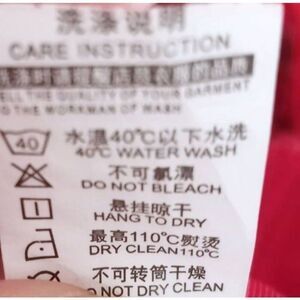 洗涤说明
CARE INSTRUCTION
LL THE QUALITY OF YOUR GARMENT
TO THE WORKMAN OF WASH
40
水温40℃以下水洗
40℃ WATER WASH
不可氯漂
DO NOT BLEACH
悬挂晾干
HANG TO DRY
最高110℃熨烫
DRY CLEAN110℃
不可转筒干燥
O NOT DRY CLEAN